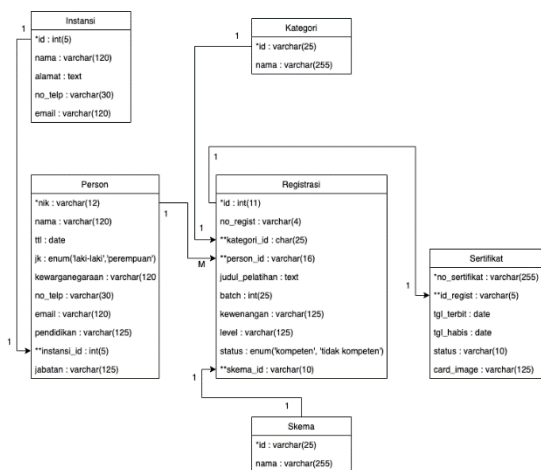 Instansi
*id : int(5)
nama : varchar(120)
alamat : text
no_telp : varchar(30)
email : varchar(120)
Kategori
*id : varchar(25)
nama : varchar(255)
1
1
1
1
1
M
1
1
1
1
1
Person
*nik : varchar(12)
nama : varchar(120)
ttl : date
jk : enum('laki-laki','perempuan')
kewarganegaraan : varchar(120
no_telp : varchar(30)
email : varchar(120)
pendidikan : varchar(125)
**instansi_id : int(5)
jabatan : varchar(125)
Registrasi
*id : int(11)
no_regist : varchar(4)
**kategori_id : char(25)
**person_id : varchar(16)
judul_pelatihan : text
batch : int(25)
kewenangan : varchar(125)
level : varchar(125)
status : enum('kompeten', 'tidak kompeten')
**skema_id : varchar(10)
Sertifikat
*no_sertifikat : varchar(255)
**id_regist : varchar(5)
tgl_terbit : date
tgl_habis : date
status : varchar(10)
card_image : varchar(125)
Skema
*id : varchar(25)
nama : varchar(255)